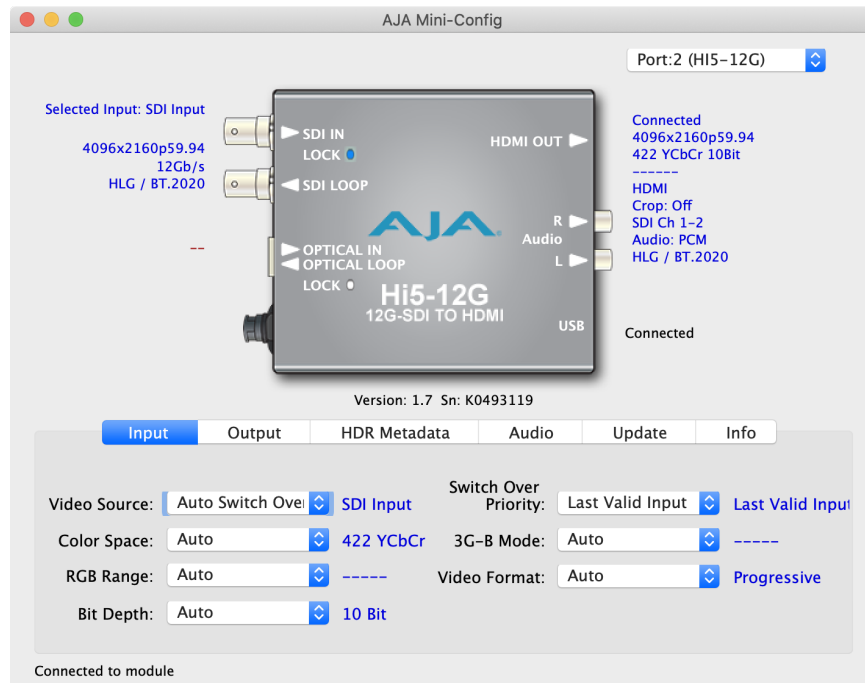 AJA Mini-Config
Port:2 (HI5-12G)
Selected Input: SDI Input
4096x2160p59.94
12Gb/s
HLG / BT.2020
--
SDI IN
LOCK
SDI LOOP
HDMI OUT
AJA
R
Audio
L
OPTICAL IN
OPTICAL LOOP
LOCK
Hi5-12G
12G-SDI TO HDMI
USB
Connected
4096x2160p59.94
422 YCbCr 10Bit
------
HDMI
Crop: Off
SDI Ch 1-2
Audio: PCM
HLG / BT.2020
Connected
Version: 1.7 Sn: K0493119
Input Output HDR Metadata Audio Update Info
Video Source: Auto Switch Over SDI Input
Color Space: Auto 422 YCbCr
RGB Range: Auto -----
Bit Depth: Auto 10 Bit
Switch Over
Priority: Last Valid Input Last Valid Input
3G-B Mode: Auto -----
Video Format: Auto Progressive
Connected to module